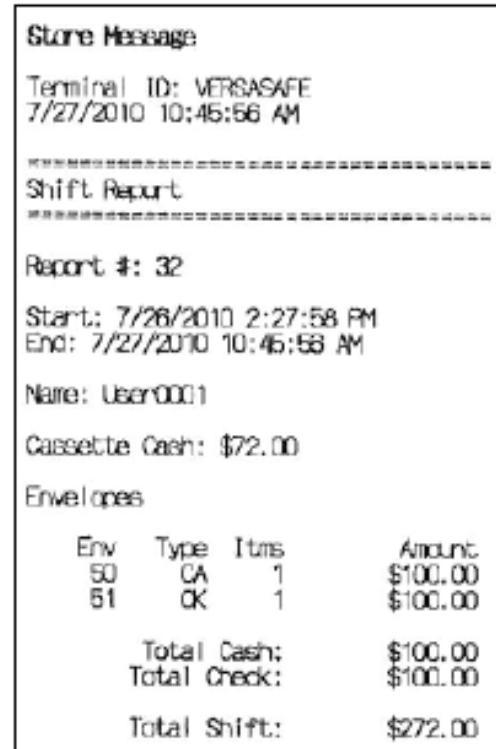 Store Message
Terminal ID: VERSASAFE
7/27/2010 10:45:56 AM
Shift Report
Report #: 32
Start: 7/26/2010 2:27:58 PM
End: 7/27/2010 10:45:56 AM
Name: User0001
Cassette Cash: $72.00
Envelopes
Env Type Itms Amount
50 CA 1 $100.00
51 CK 1 $100.00
Total Cash: $100.00
Total Check: $100.00
Total Shift: $272.00